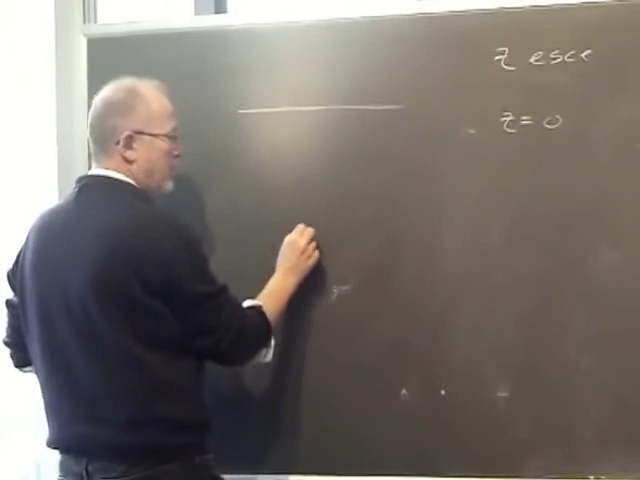 z esce
z = 0